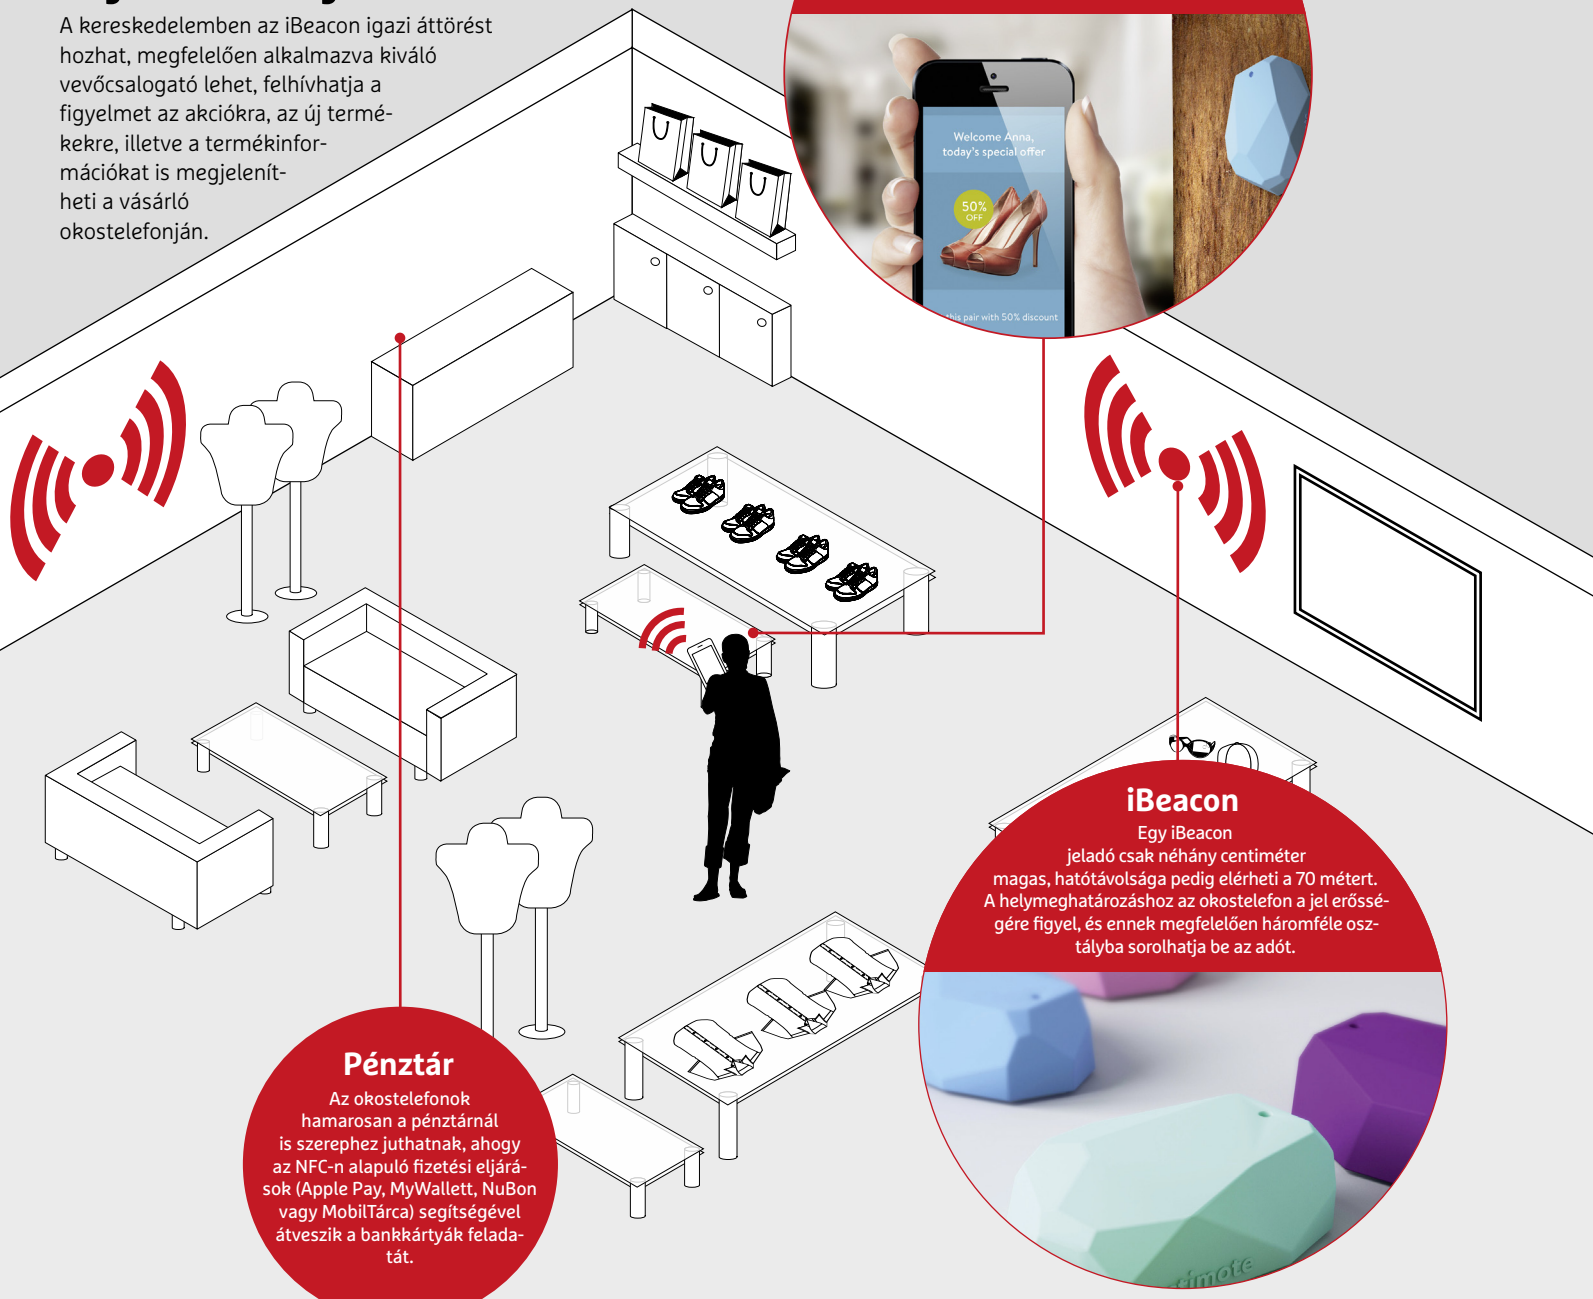 A kereskedelemben az iBeacon igazi áttörést
hozhat, megfelelően alkalmazva kiváló
vevőcsalogató lehet, felhívhatja a
figyelmet az akciókra, az új termé-
kekre, illetve a termékinfor-
mációkat is megjelenít-
heti a vásárló
okostelefonján.
Welcome Anna,
today's special offer
50%
OFF
this pair with 50% discount
iBeacon
Egy iBeacon
jeladó csak néhány centiméter
magas, hatótávolsága pedig elérheti a 70 métert.
A helymeghatározáshoz az okostelefon a jel erőssé-
gére figyel, és ennek megfelelően háromféle osz-
tályba sorolhatja be az adót.
Pénztár
Az okostelefonok
hamarosan a pénztárnál
is szerephez juthatnak, ahogy
az NFC-n alapuló fizetési eljárá-
sok (Apple Pay, MyWallett, NuBon
vagy MobilTárca) segítségével
átveszik a bankkártyák felada-
tát.
timote